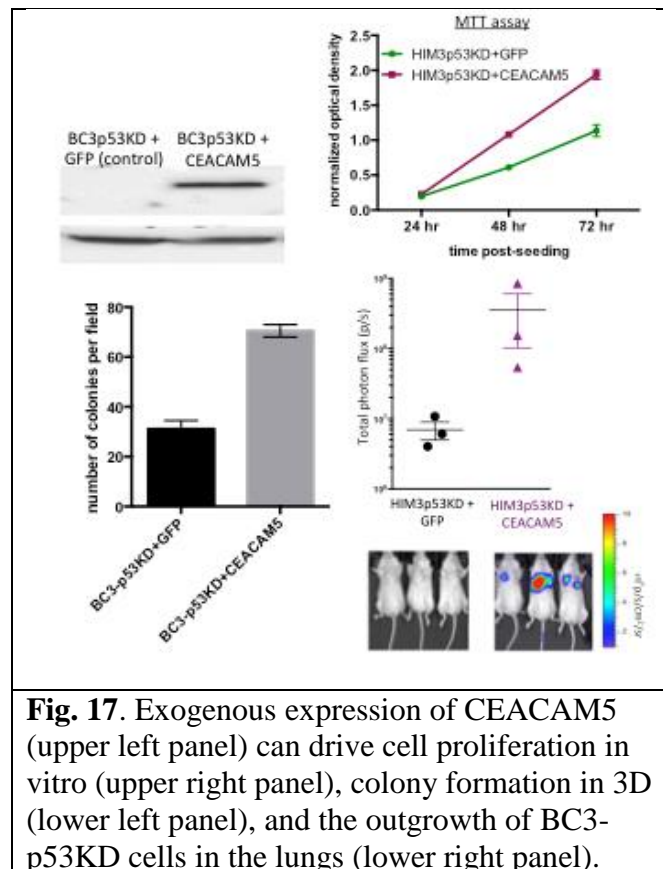 MTT assay
HIM3p53KD+GFP
HIM3p53KD+CEACAM5
normalized optical density
2.5
2.0
1.5
1.0
0.5
0.0
24 hr 48 hr 72 hr
time post-seeding
BC3p53KD + GFP (control)
BC3p53KD + CEACAM5
number of colonies per field
80
60
40
20
0
BC3-p53KD+GFP
BC3-p53KD+CEACAM5
Total photon flux (p/s)
HIM3p53KD + GFP
HIM3p53KD + CEACAM5
Fig. 17. Exogenous expression of CEACAM5
(upper left panel) can drive cell proliferation in
vitro (upper right panel), colony formation in 3D
(lower left panel), and the outgrowth of BC3-
p53KD cells in the lungs (lower right panel).